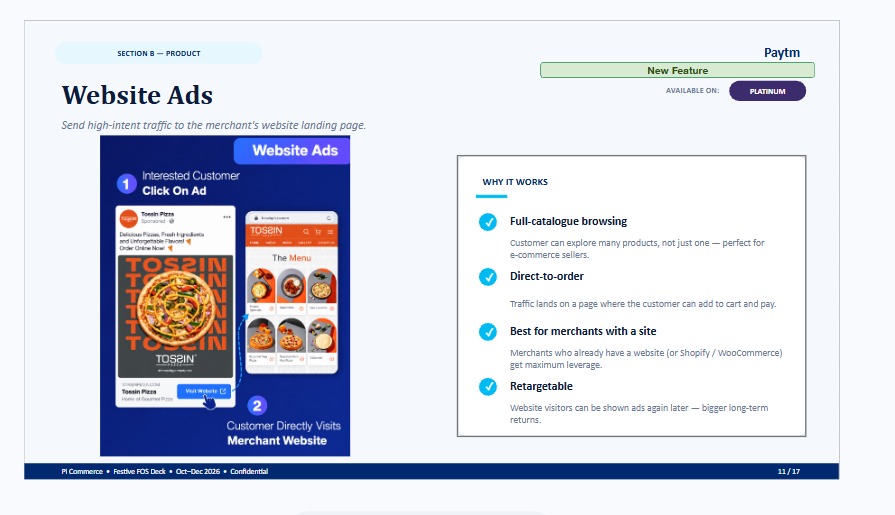 SECTION B — PRODUCT
Paytm
New Feature
AVAILABLE ON:
PLATINUM
Website Ads
Send high-intent traffic to the merchant's website landing page.
Website Ads
1
Interested Customer
Click On Ad
Tossin Pizza
Sponsored
Delicious Pizzas, Fresh Ingredients
and Unforgettable Flavors!
Order Online Now!
TOSSIN
TOSSIN
TOSSINPIZZA.COM
Tossin Pizza
Home of Gourmet Pizza
Visit Website
TOSSIN
The Menu
2
Customer Directly Visits
Merchant Website
WHY IT WORKS
Full-catalogue browsing
Customer can explore many products, not just one — perfect for
e-commerce sellers.
Direct-to-order
Traffic lands on a page where the customer can add to cart and pay.
Best for merchants with a site
Merchants who already have a website (or Shopify / WooCommerce)
get maximum leverage.
Retargetable
Website visitors can be shown ads again later — bigger long-term
returns.
Pi Commerce • Festive FOS Deck • Oct–Dec 2026 • Confidential
11 / 17